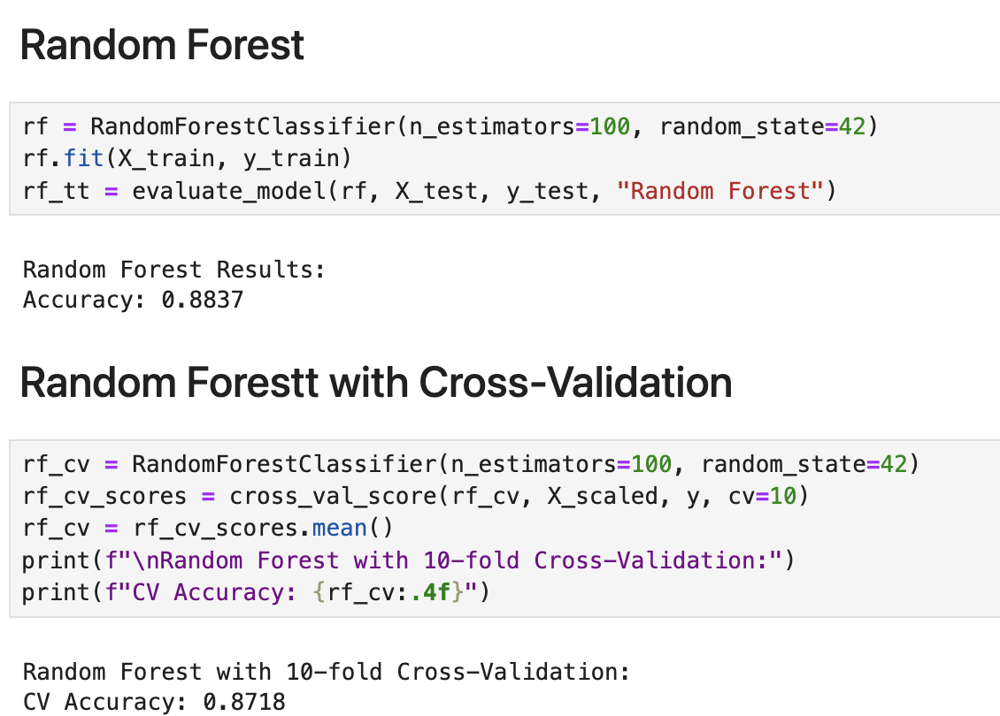 Random Forest
rf = RandomForestClassifier(n_estimators=100, random_state=42)
rf.fit(X_train, y_train)
rf_tt = evaluate_model(rf, X_test, y_test, "Random Forest")
Random Forest Results:
Accuracy: 0.8837
Random Forestt with Cross-Validation
rf_cv = RandomForestClassifier(n_estimators=100, random_state=42)
rf_cv_scores = cross_val_score(rf_cv, X_scaled, y, cv=10)
rf_cv = rf_cv_scores.mean()
print(f"\nRandom Forest with 10-fold Cross-Validation:")
print(f"CV Accuracy: {rf_cv:.4f}")
Random Forest with 10-fold Cross-Validation:
CV Accuracy: 0.8718